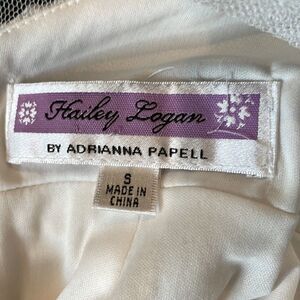 Hailey Logan
BY ADRIANNA PAPELL
S
MADE IN
CHINA